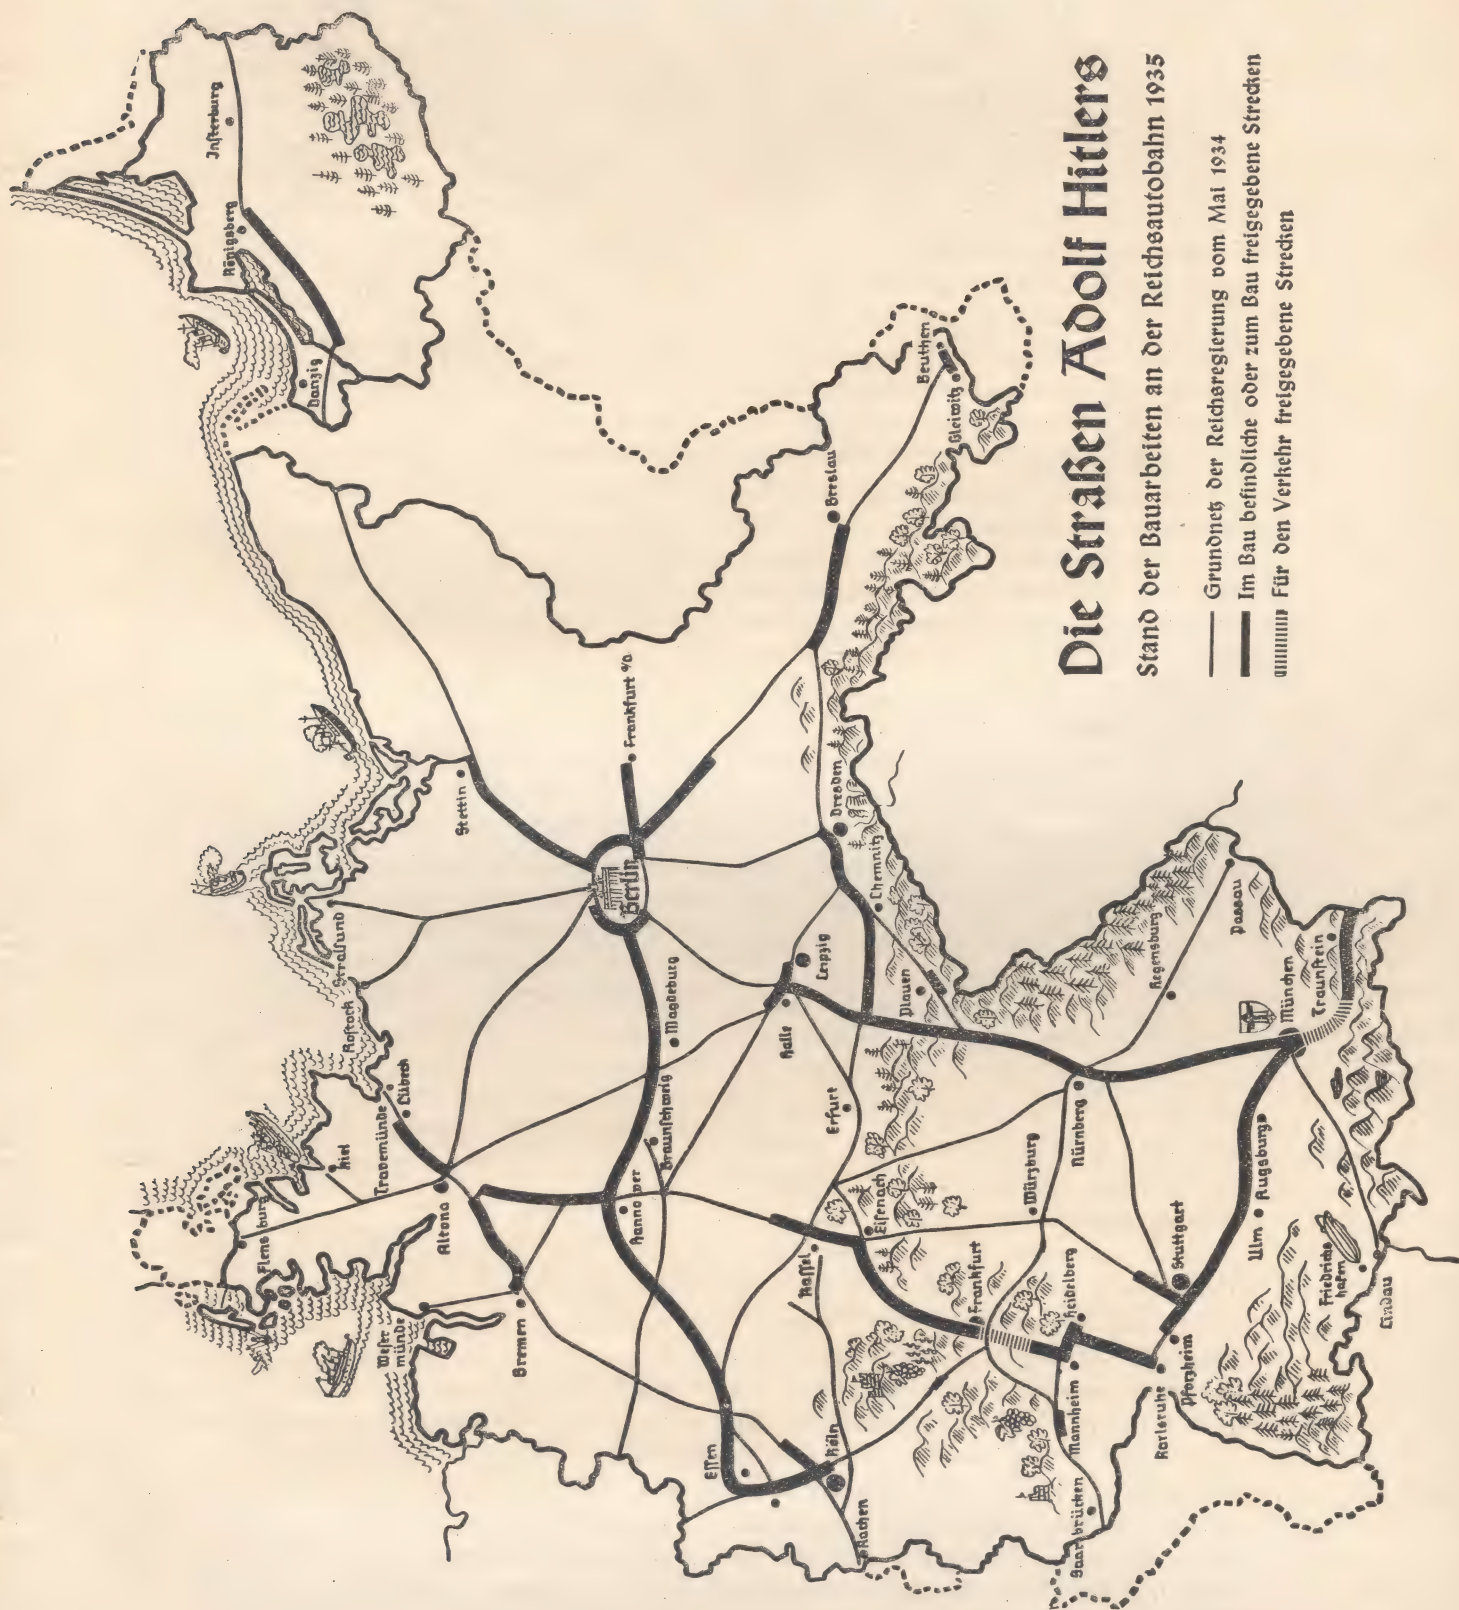 Die Straßen Adolf Hitlers
Stand der Bauarbeiten an der Reichsautobahn 1935
Grundnetz der Reichsregierung vom Mai 1934
Im Bau befindliche oder zum Bau freigegebene Strecken
Für den Verkehr freigegebene Strecken
Insterburg
Königsberg
Danzig
Beuthen
Gleiwitz
Breslau
Frankfurt %
Stettin
Berlin
Dresden
Chemnitz
Stralsund
Rostock
Leipzig
Magdeburg
Halle
Plauen
Regensburg
Passau
Traunstein
München
Lübeck
Travemünde
Kiel
Flensburg
Altona
Braunschweig
Hannover
Erfurt
Eisenach
Nürnberg
Würzburg
Augsburg
Ulm
Stuttgart
Friedrichs
hafen
Lindau
Kassel
Frankfurt
Heidelberg
Weser
münde
Bremen
Pforzheim
Karlsruhe
Mannheim
Essen
Köln
Aachen
Saarbrücken